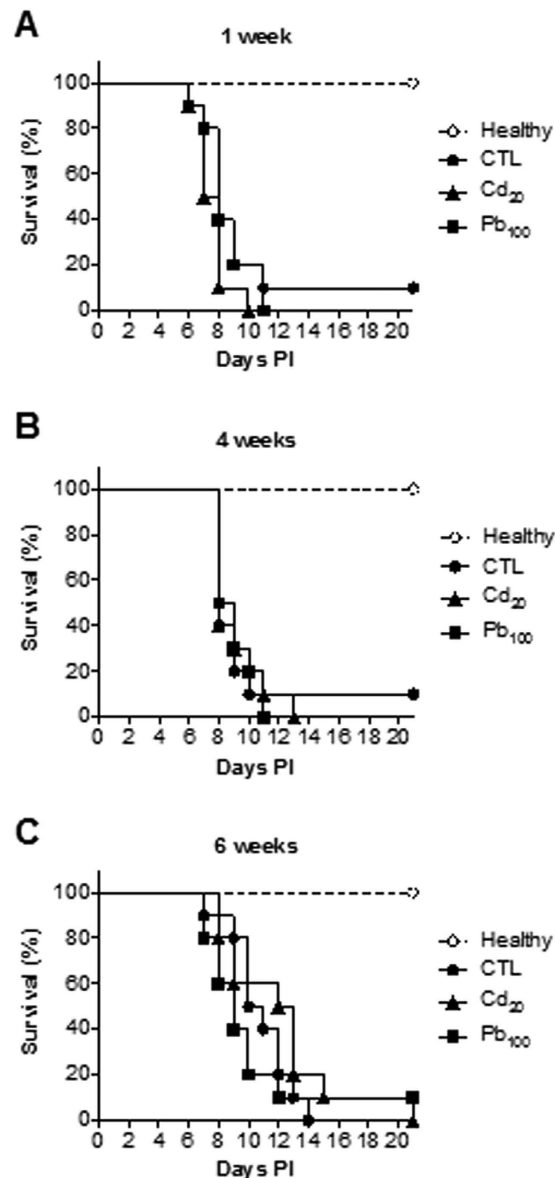 A
1 week
Survival (%)
100
80
60
40
20
0
0 2 4 6 8 10 12 14 16 18 20
Days PI
Healthy
CTL
Cd20
Pb100
B
4 weeks
Survival (%)
100
80
60
40
20
0
0 2 4 6 8 10 12 14 16 18 20
Days PI
Healthy
CTL
Cd20
Pb100
C
6 weeks
Survival (%)
100
80
60
40
20
0
0 2 4 6 8 10 12 14 16 18 20
Days PI
Healthy
CTL
Cd20
Pb100